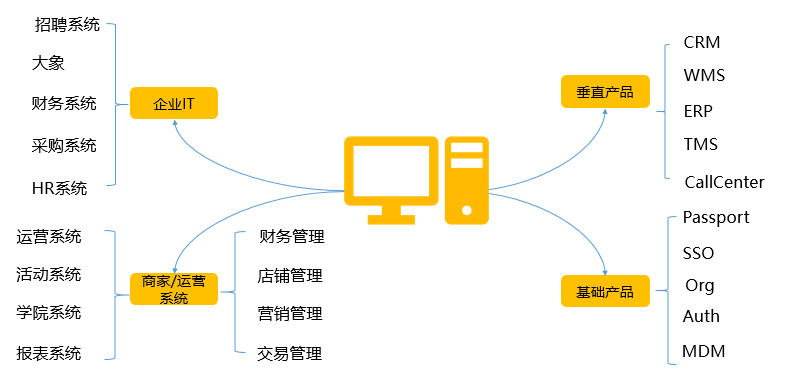 招聘系统
大象
财务系统
采购系统
HR系统
企业IT
运营系统
活动系统
学院系统
报表系统
商家/运营
系统
财务管理
店铺管理
营销管理
交易管理
垂直产品
CRM
WMS
ERP
TMS
CallCenter
基础产品
Passport
SSO
Org
Auth
MDM